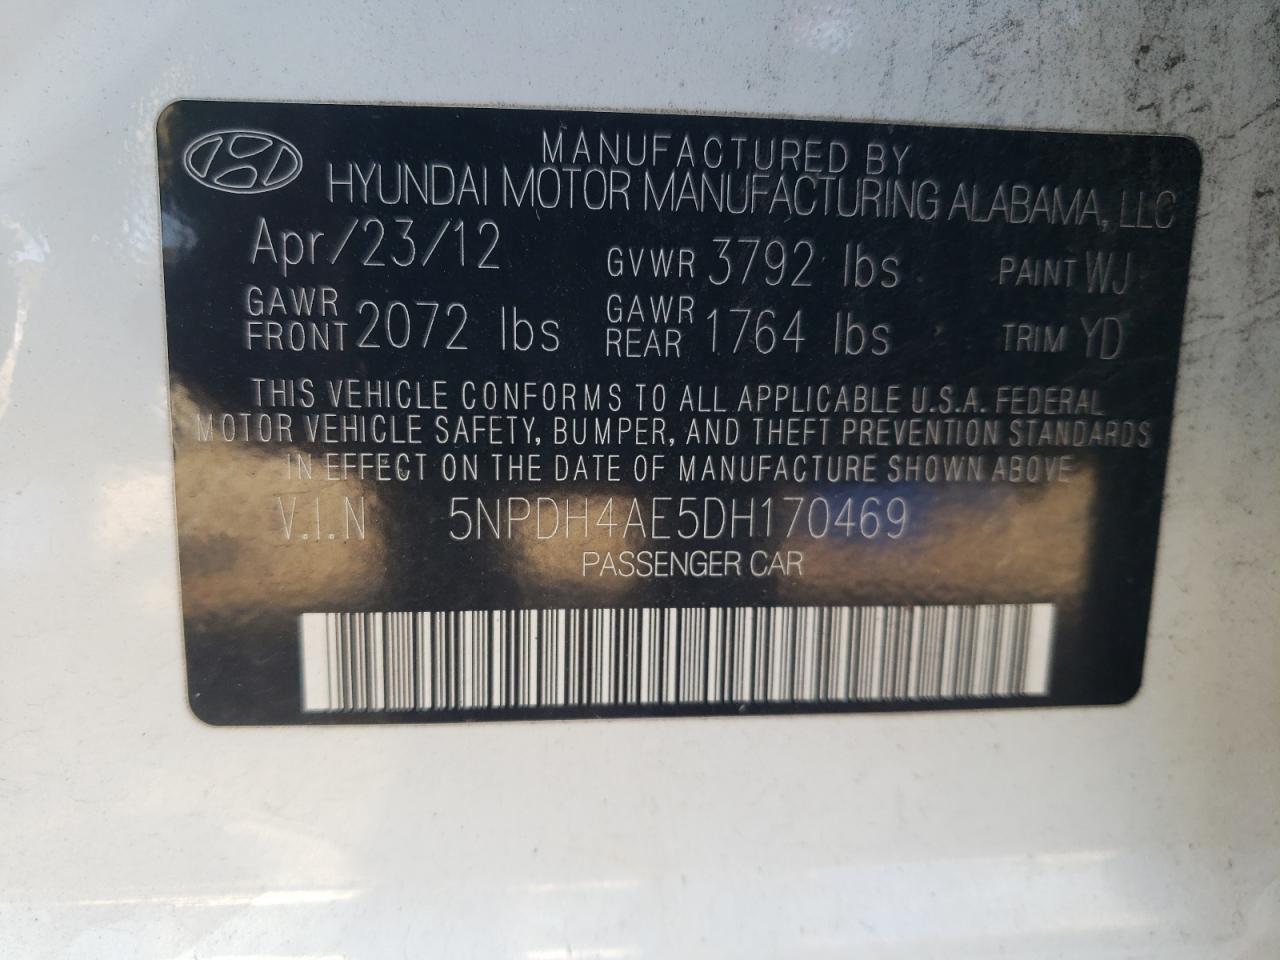 MANUFACTURED BY
HYUNDAI MOTOR MANUFACTURING ALABAMA, LLC
Apr/23/12 GVWR 3792 lbs PAINT WJ
GAWR FRONT 2072 lbs GAWR REAR 1764 lbs TRIM YD
THIS VEHICLE CONFORMS TO ALL APPLICABLE U.S.A. FEDERAL
MOTOR VEHICLE SAFETY, BUMPER, AND THEFT PREVENTION STANDARDS
IN EFFECT ON THE DATE OF MANUFACTURE SHOWN ABOVE
V.I.N 5NPDH4AE5DH170469
PASSENGER CAR